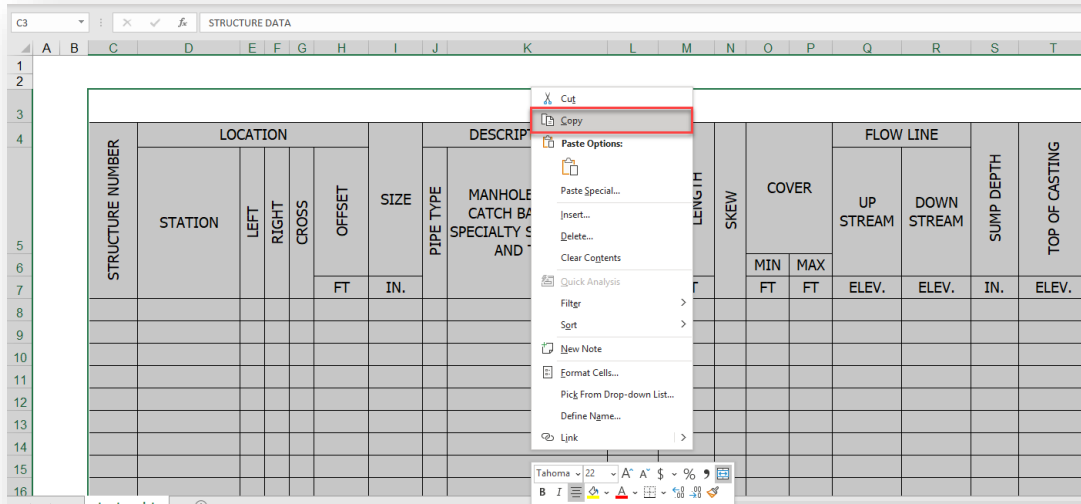 C3 fx STRUCTURE DATA
A B C D E F G H I J K L M N O P Q R S T
1
2
3
4
5
6
7
8
9
10
11
12
13
14
15
16
STRUCTURE NUMBER
LOCATION
STATION
LEFT
RIGHT
CROSS
OFFSET
FT
SIZE
IN.
PIPE TYPE
MANHOLE
CATCH
SPECIALTY
AND
LENGTH
SKEW
COVER
MIN MAX
FT FT
FLOW LINE
UP
STREAM
DOWN
STREAM
ELEV. ELEV.
SUMP DEPTH
IN.
TOP OF CASTING
ELEV.
Cut
Copy
Paste Options:
Paste Special...
Insert...
Delete...
Clear Contents
Quick Analysis
Filter
Sort
New Note
Format Cells...
Pick From Drop-down List...
Define Name...
Link
Tahoma 22 A A $ % 9
B I A .00 .00